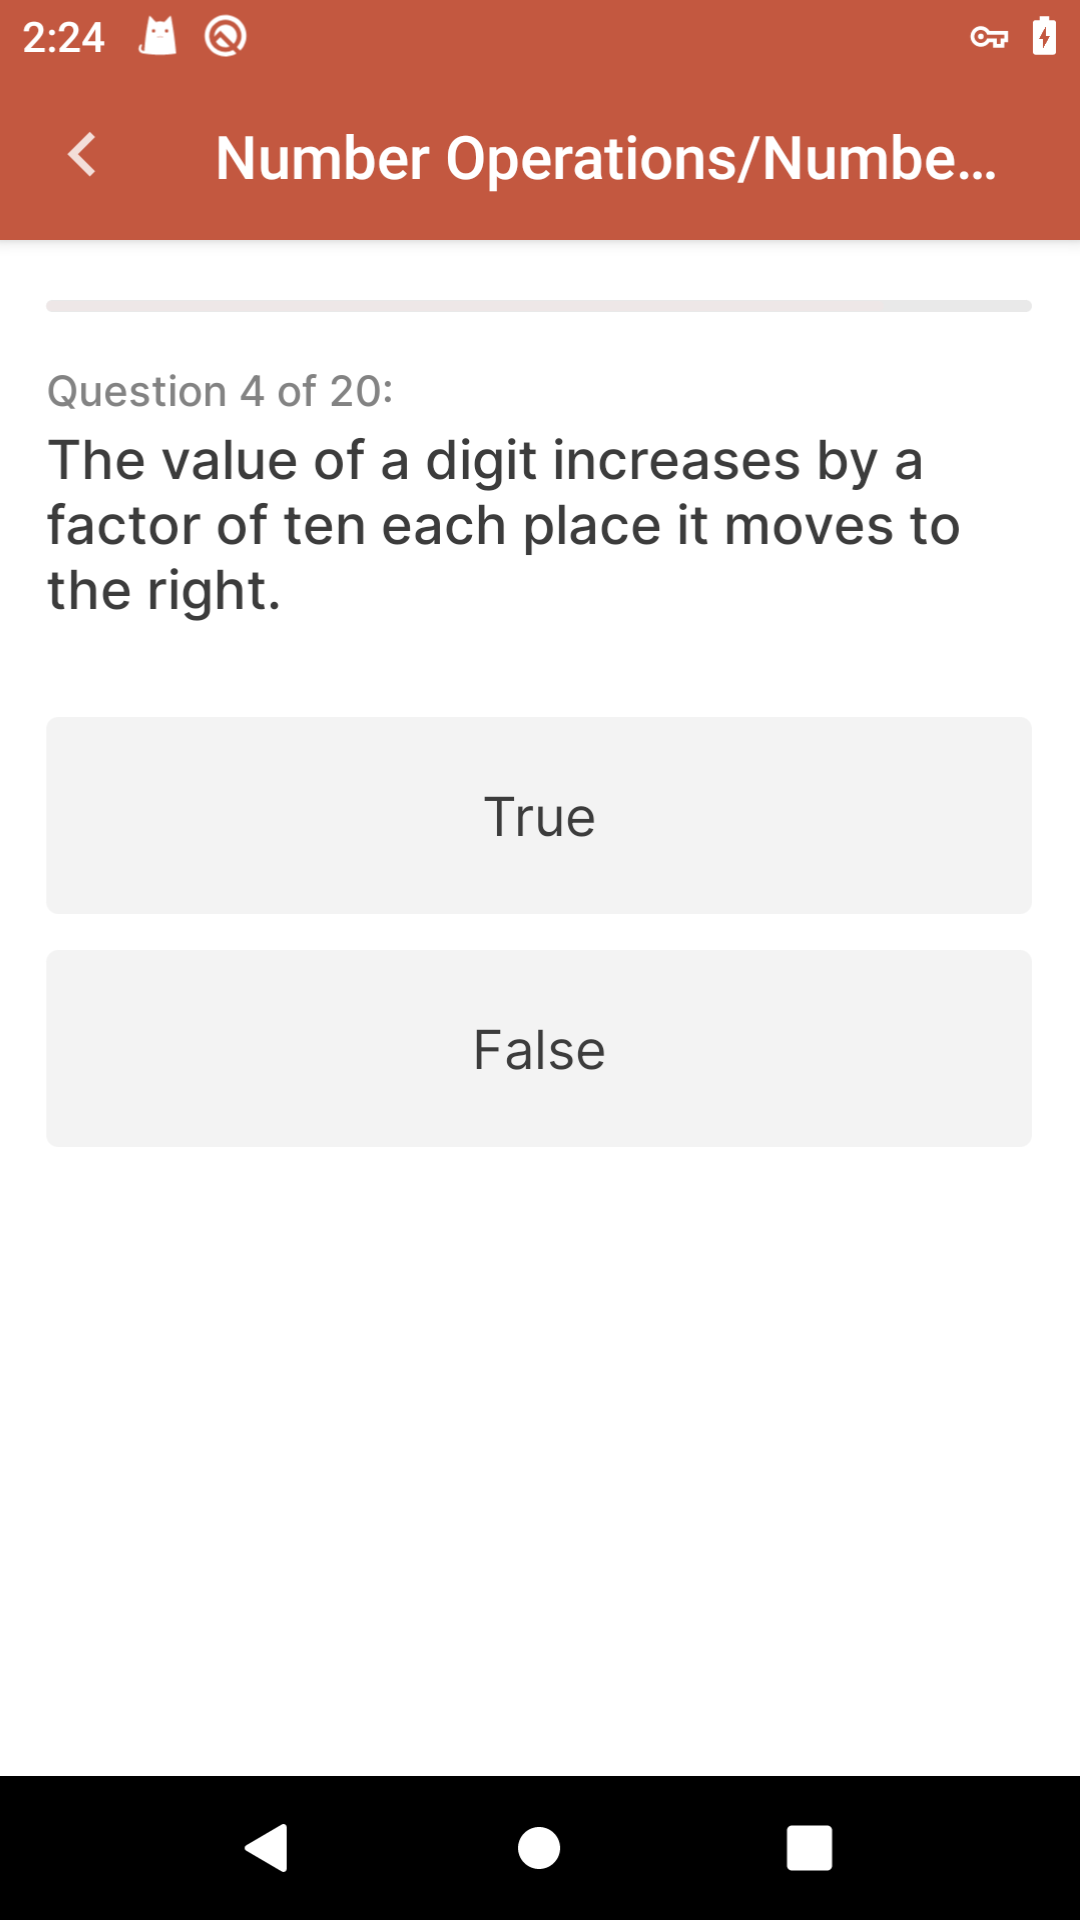 2:24
Number Operations/Numbe...
Question 4 of 20:
The value of a digit increases by a
factor of ten each place it moves to
the right.
True
False